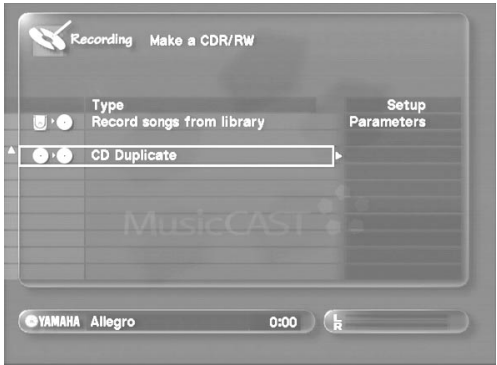 Recording Make a CDR/RW
Type Setup
Record songs from library Parameters
CD Duplicate
MusicCAST
YAMAHA Allegro 0:00 L
R